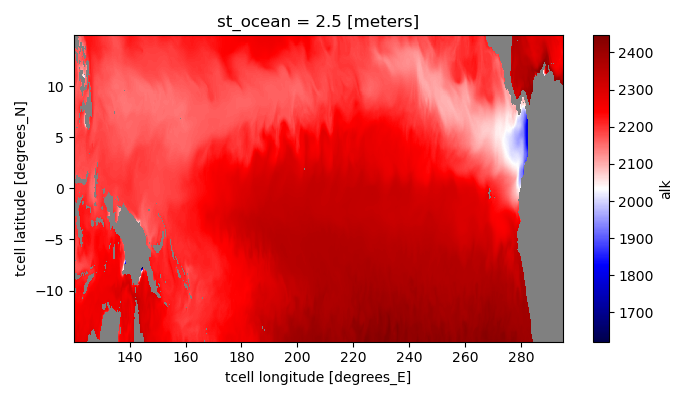 st_ocean = 2.5 [meters]
10
5
0
−5
−10
tcell latitude [degrees_N]
140 160 180 200 220 240 260 280
tcell longitude [degrees_E]
2400
2300
2200
2100
2000
1900
1800
1700
alk